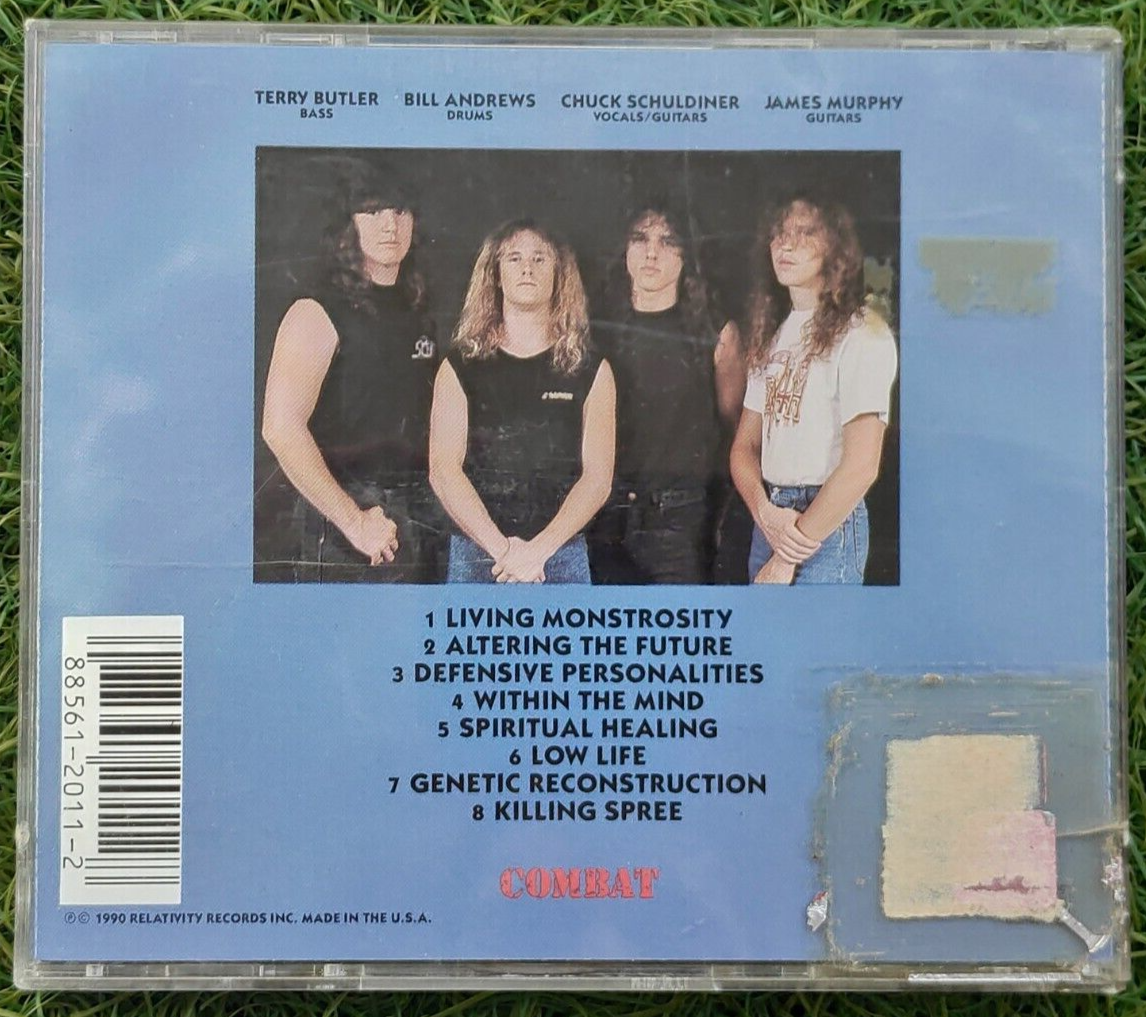 TERRY BUTLER BILL ANDREWS CHUCK SCHULDINER JAMES MURPHY
BASS DRUMS VOCALS/GUITARS GUITARS
1 LIVING MONSTROSITY
2 ALTERING THE FUTURE
3 DEFENSIVE PERSONALITIES
4 WITHIN THE MIND
5 SPIRITUAL HEALING
6 LOW LIFE
7 GENETIC RECONSTRUCTION
8 KILLING SPREE
COMBAT
88561-2011-2
℗© 1990 RELATIVITY RECORDS INC. MADE IN THE U.S.A.